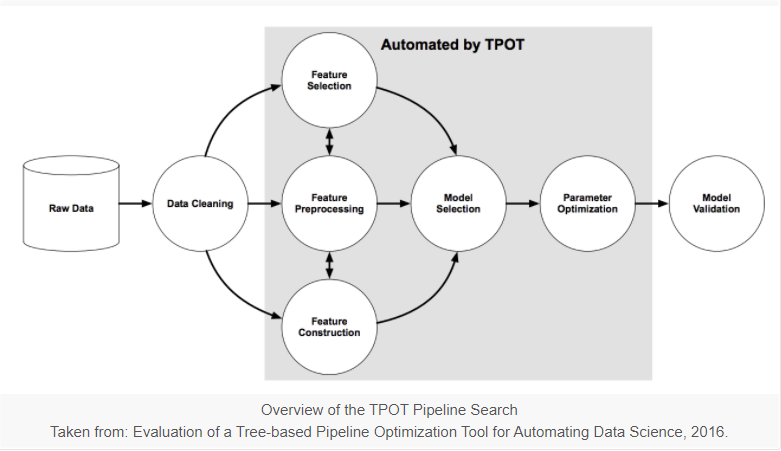 Automated by TPOT
Feature
Selection
Raw Data
Data Cleaning
Feature
Preprocessing
Model
Selection
Parameter
Optimization
Model
Validation
Feature
Construction
Overview of the TPOT Pipeline Search
Taken from: Evaluation of a Tree-based Pipeline Optimization Tool for Automating Data Science, 2016.